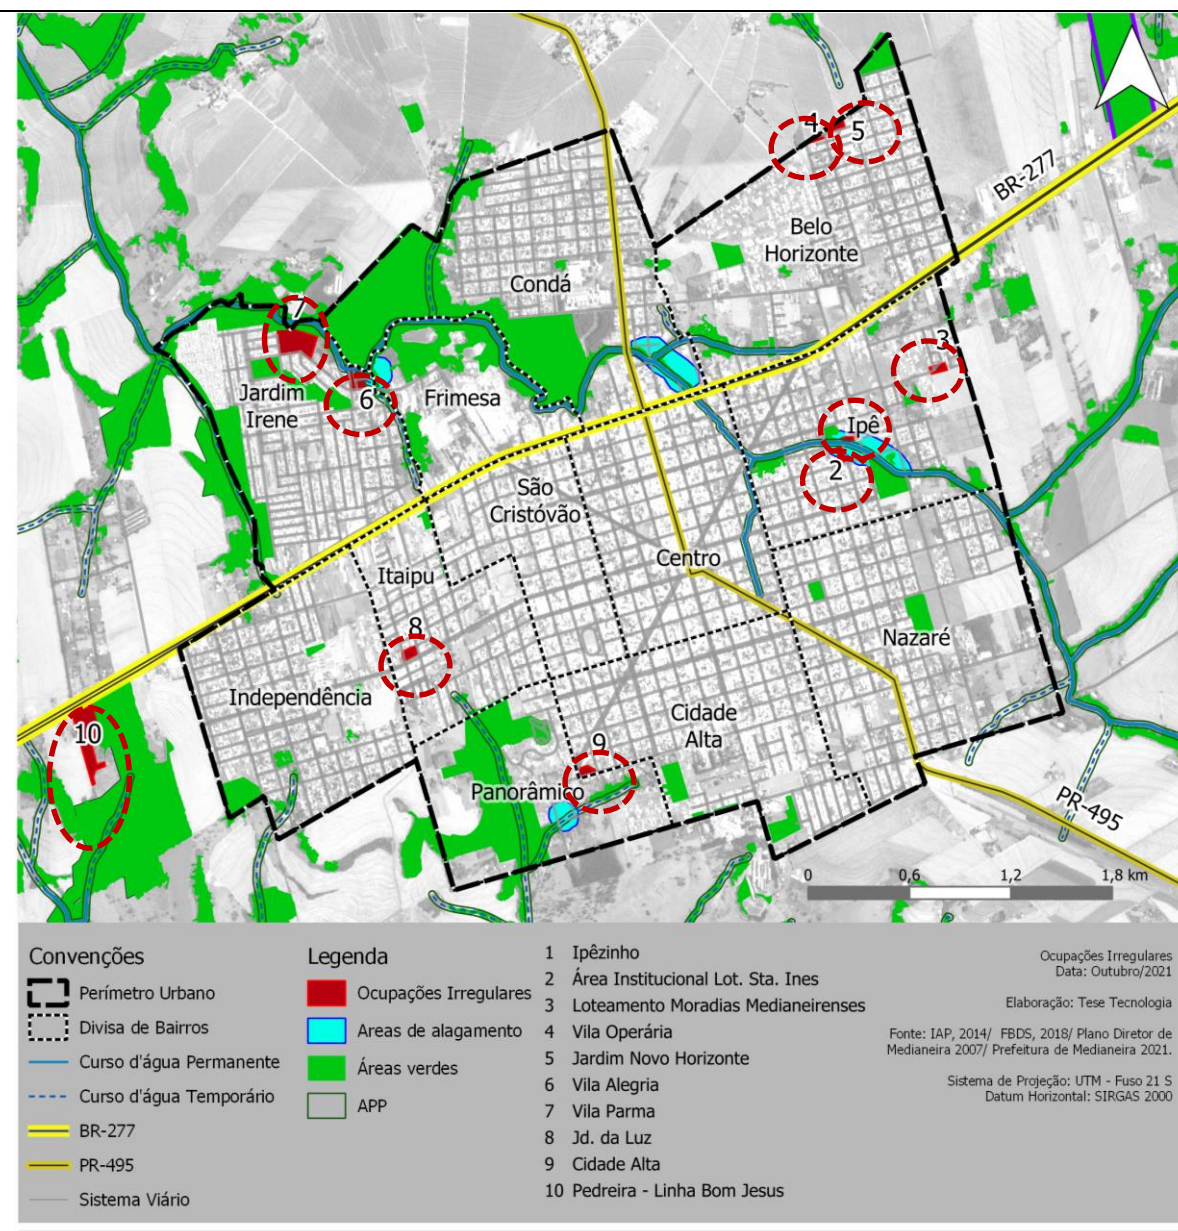 4
5
BR-277
Belo
Horizonte
Condá
7
3
Jardim
Irene
6
Frimesa
Ipê
2
São
Cristóvão
Centro
Itaipu
8
Nazaré
Independência
Cidade
Alta
10
9
Panorâmico
PR-495
0 0,6 1,2 1,8 km
Convenções
Perímetro Urbano
Divisa de Bairros
Curso d'água Permanente
Curso d'água Temporário
BR-277
PR-495
Sistema Viário
Legenda
Ocupações Irregulares
Areas de alagamento
Áreas verdes
APP
1 Ipêzinho
2 Área Institucional Lot. Sta. Ines
3 Loteamento Moradias Medianeirenses
4 Vila Operária
5 Jardim Novo Horizonte
6 Vila Alegria
7 Vila Parma
8 Jd. da Luz
9 Cidade Alta
10 Pedreira - Linha Bom Jesus
Ocupações Irregulares
Data: Outubro/2021
Elaboração: Tese Tecnologia
Fonte: IAP, 2014/ FBDS, 2018/ Plano Diretor de
Medianeira 2007/ Prefeitura de Medianeira 2021.
Sistema de Projeção: UTM - Fuso 21 S
Datum Horizontal: SIRGAS 2000